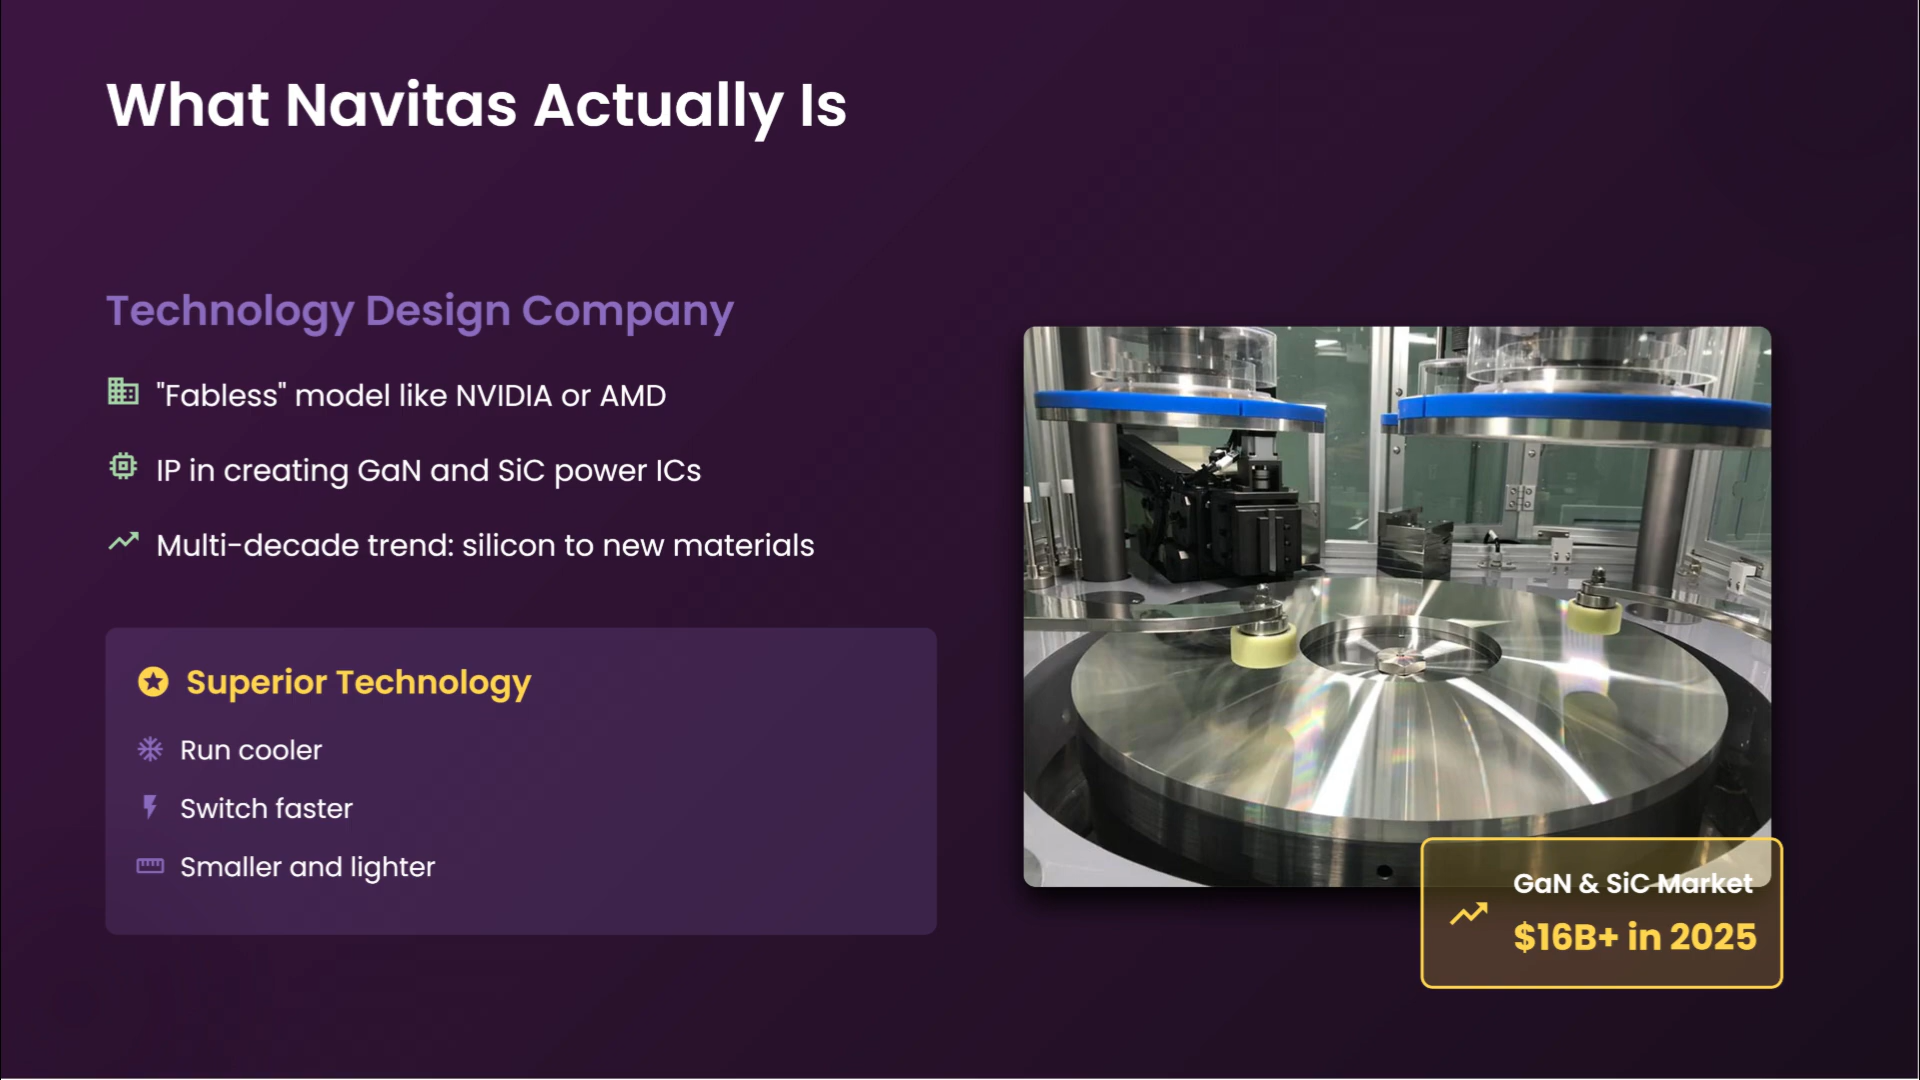 What Navitas Actually Is
Technology Design Company
"Fabless" model like NVIDIA or AMD
IP in creating GaN and SiC power ICs
Multi-decade trend: silicon to new materials
Superior Technology
Run cooler
Switch faster
Smaller and lighter
GaN & SiC Market
$16B+ in 2025